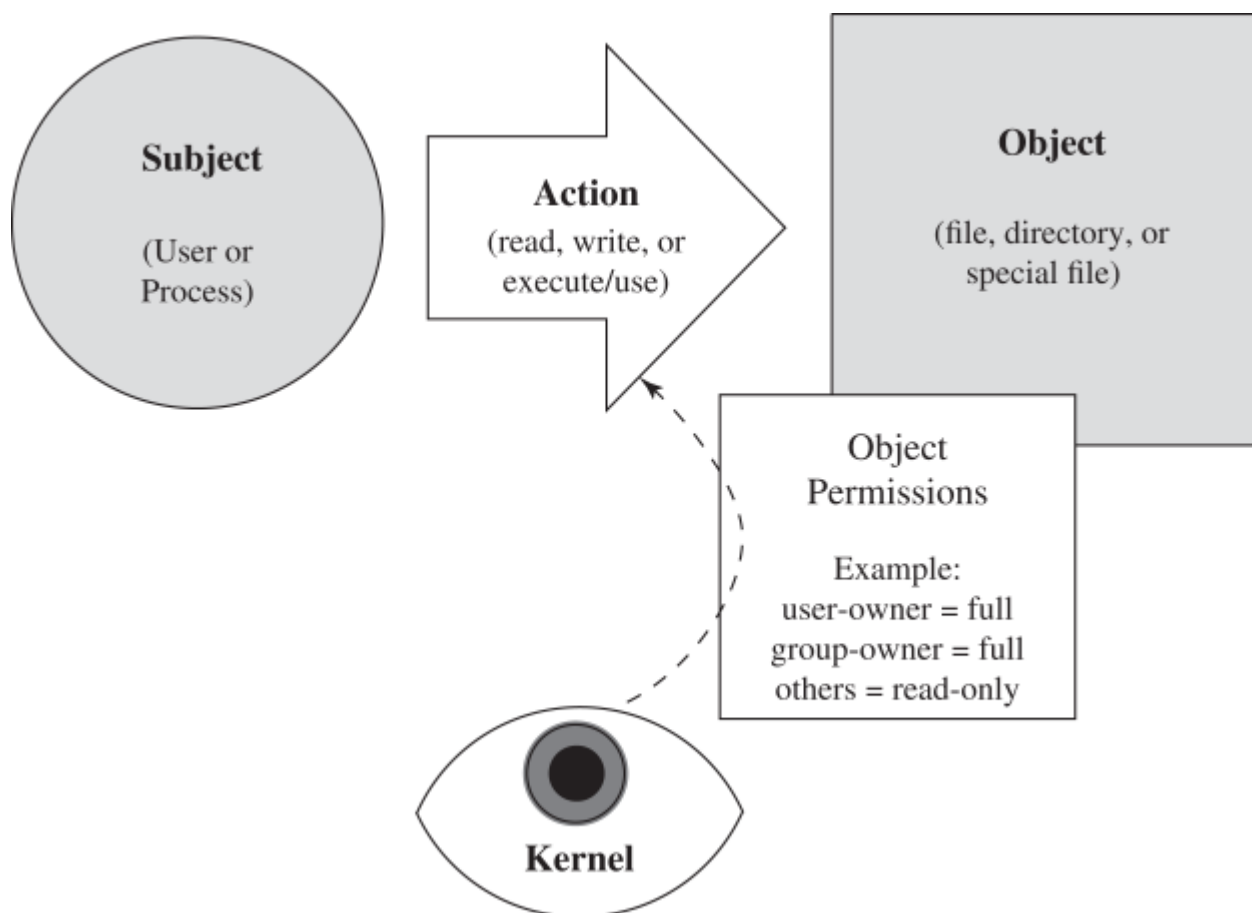 Subject
(User or
Process)
Action
(read, write, or
execute/use)
Object
(file, directory, or
special file)
Object
Permissions
Example:
user-owner = full
group-owner = full
others = read-only
Kernel